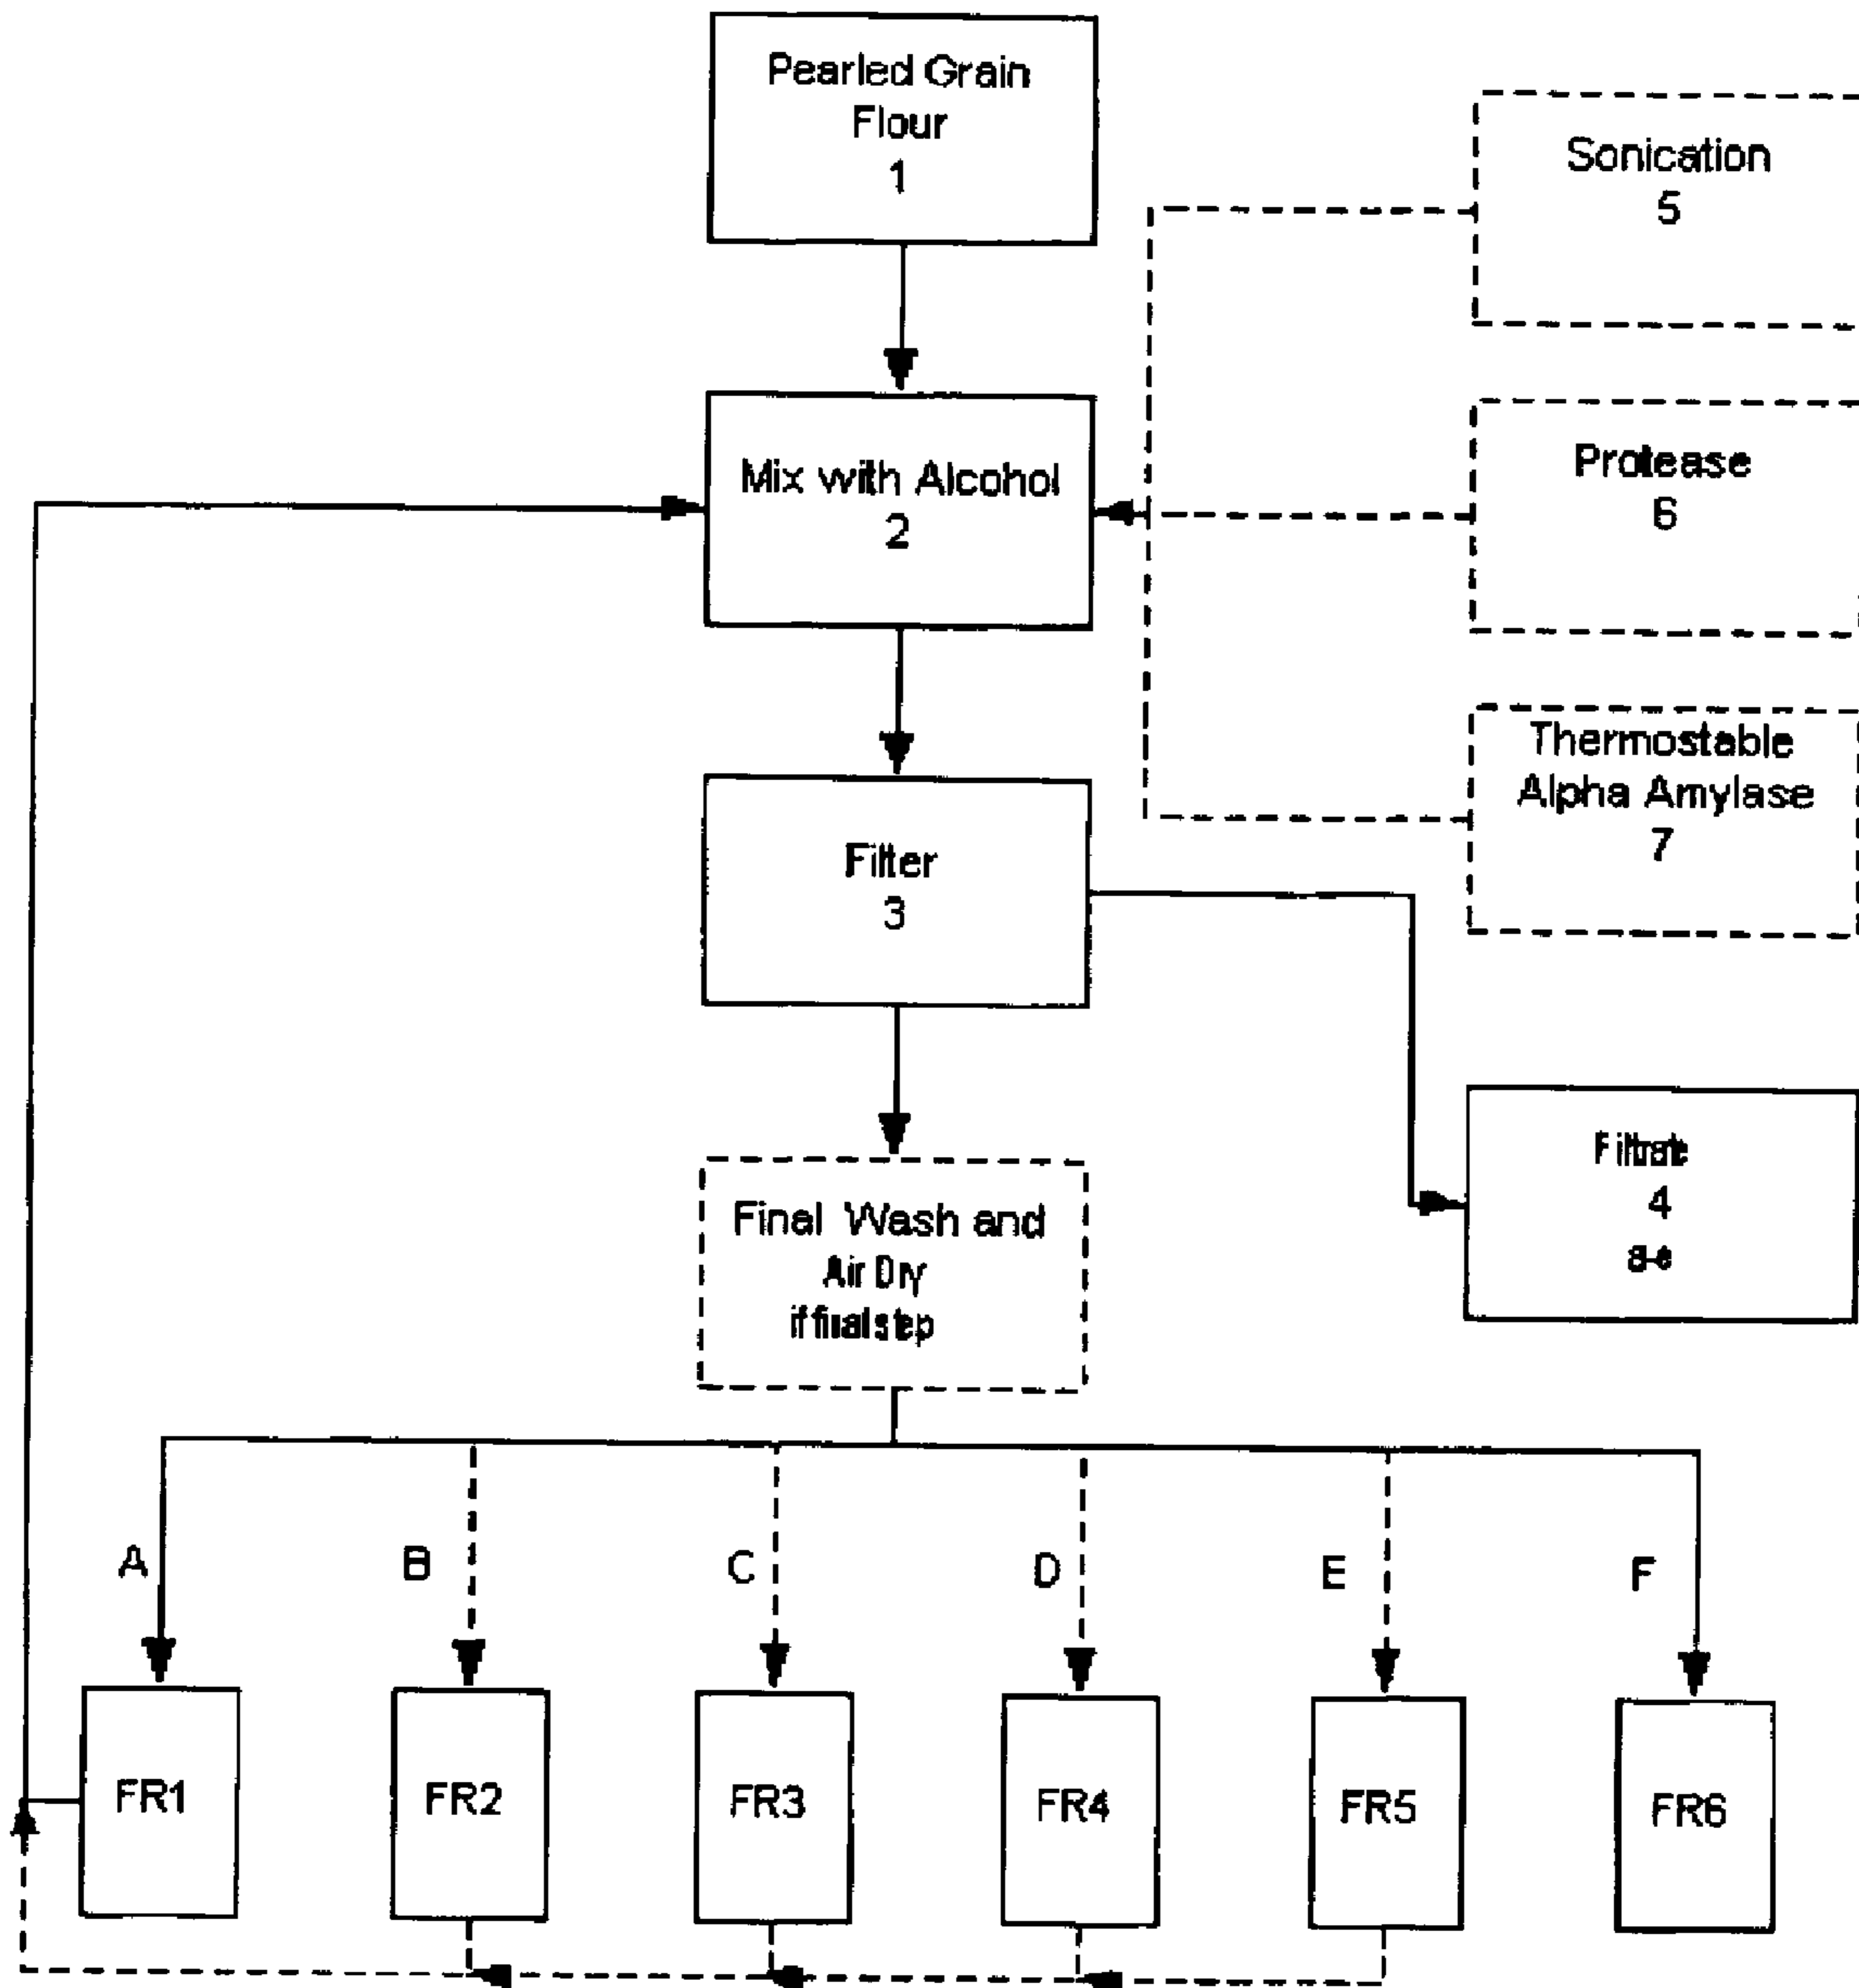 Pearled Grain
Flour
1
Sonication
5
Mix with Alcohol
2
Protease
6
Thermostable
Alpha Amylase
7
Filter
3
Filtrate
4
a-e
Final Wash and
Air Dry
if final step
A
B
C
D
E
F
FR1
FR2
FR3
FR4
FR5
FR6